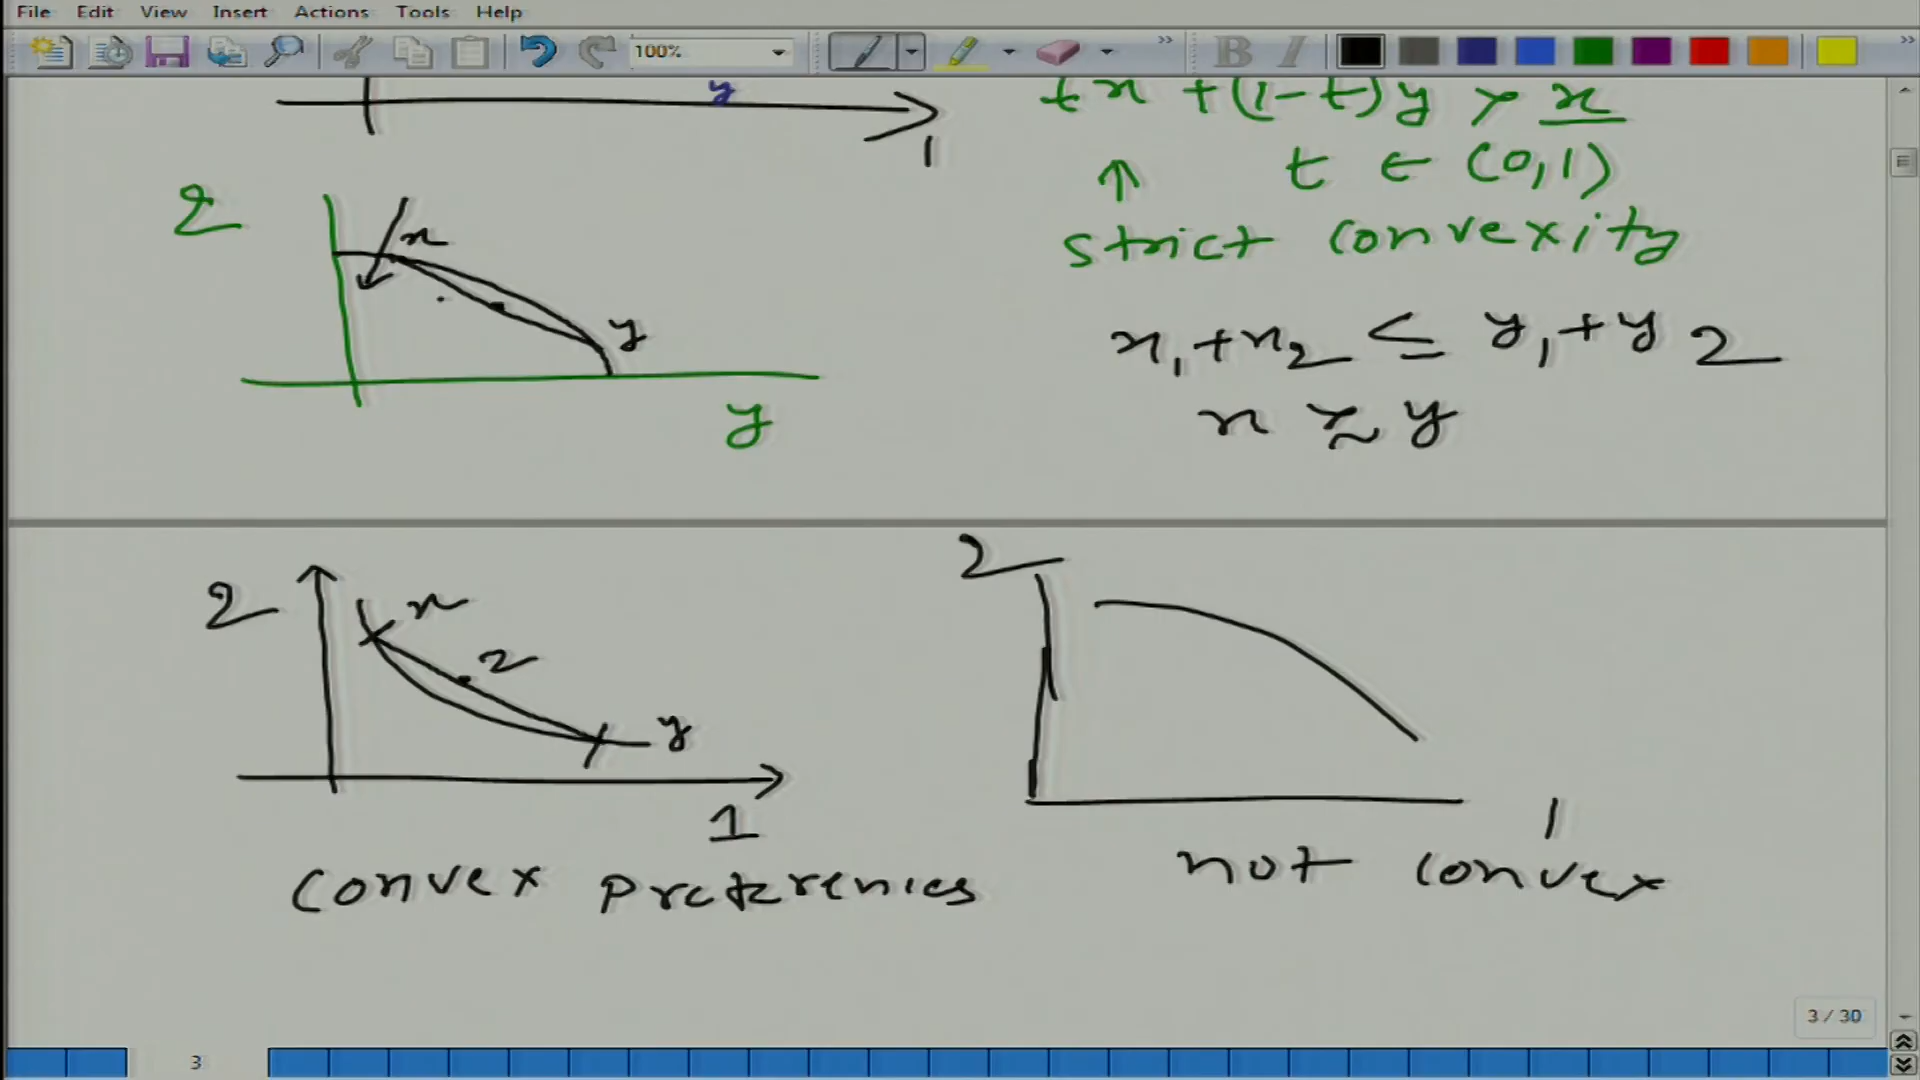 File Edit View Insert Actions Tools Help
100%
B I
y
1
tx + (1-t)y ≻ x
t ∈ (0,1)
strict convexity
2
x
y
y
x₁+x₂ ≤ y₁+y₂
x ≿ y
2
x
2
y
1
convex preferences
2
1
not convex
3 / 30
3